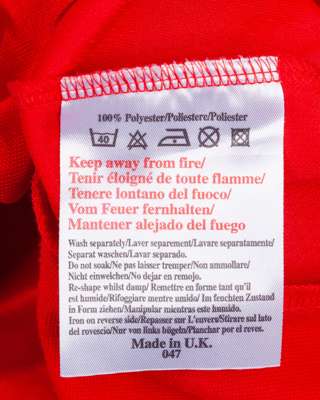 100% Polyester/Poliestere/Poliester
40
Keep away from fire/
Tenir éloigné de toute flamme/
Tenere lontano del fuoco/
Vom Feuer fernhalten/
Mantener alejado del fuego
Wash separately/Laver separement/Lavare separatamente/
Separat waschen/Lavar separado.
Do not soak/Ne pas laisser tremper/Non ammollare/
Nicht einweichen/No dejar en remojo.
Re-shape whilst damp/ Remettre en forme tant qu'il
est humide/Rifoggiare mentre umido/ Im feuchten Zustand
in Form ziehen/Manipular mientras este humido.
Iron on reverse side/Repasser sur L'envers/Stirare sul lato
del rovescio/Nur von links bügeln/Planchar por el roves.
Made in U.K.
047